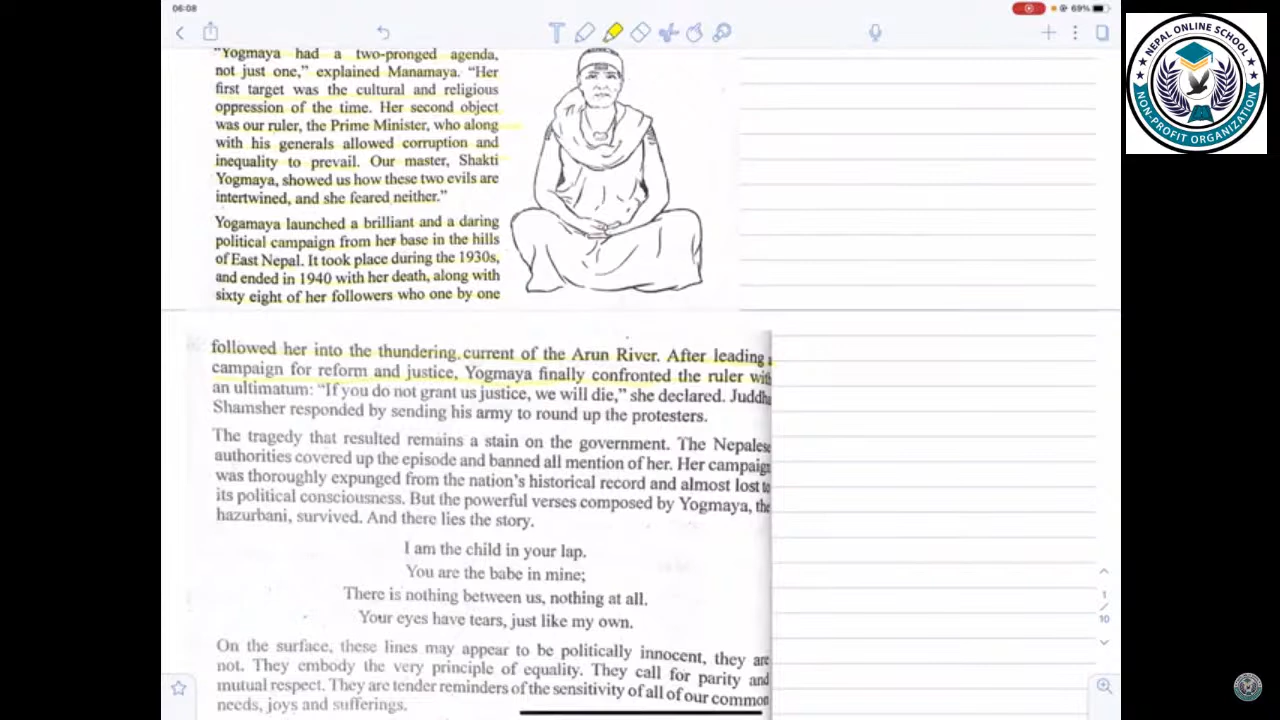 06:08
69%
"Yogmaya had a two-pronged agenda,
not just one," explained Manamaya. "Her
first target was the cultural and religious
oppression of the time. Her second object
was our ruler, the Prime Minister, who along
with his generals allowed corruption and
inequality to prevail. Our master, Shakti
Yogmaya, showed us how these two evils are
intertwined, and she feared neither."
Yogamaya launched a brilliant and a daring
political campaign from her base in the hills
of East Nepal. It took place during the 1930s,
and ended in 1940 with her death, along with
sixty eight of her followers who one by one
followed her into the thundering current of the Arun River. After leading a
campaign for reform and justice, Yogmaya finally confronted the ruler with
an ultimatum: "If you do not grant us justice, we will die," she declared. Juddha
Shamsher responded by sending his army to round up the protesters.
The tragedy that resulted remains a stain on the government. The Nepalese
authorities covered up the episode and banned all mention of her. Her campaign
was thoroughly expunged from the nation's historical record and almost lost to
its political consciousness. But the powerful verses composed by Yogmaya, the
hazurbani, survived. And there lies the story.
I am the child in your lap.
You are the babe in mine;
There is nothing between us, nothing at all.
Your eyes have tears, just like my own.
On the surface, these lines may appear to be politically innocent, they are
not. They embody the very principle of equality. They call for parity and
mutual respect. They are tender reminders of the sensitivity of all of our common
needs, joys and sufferings.
1
/
10
NEPAL ONLINE SCHOOL
NON-PROFIT ORGANIZATION